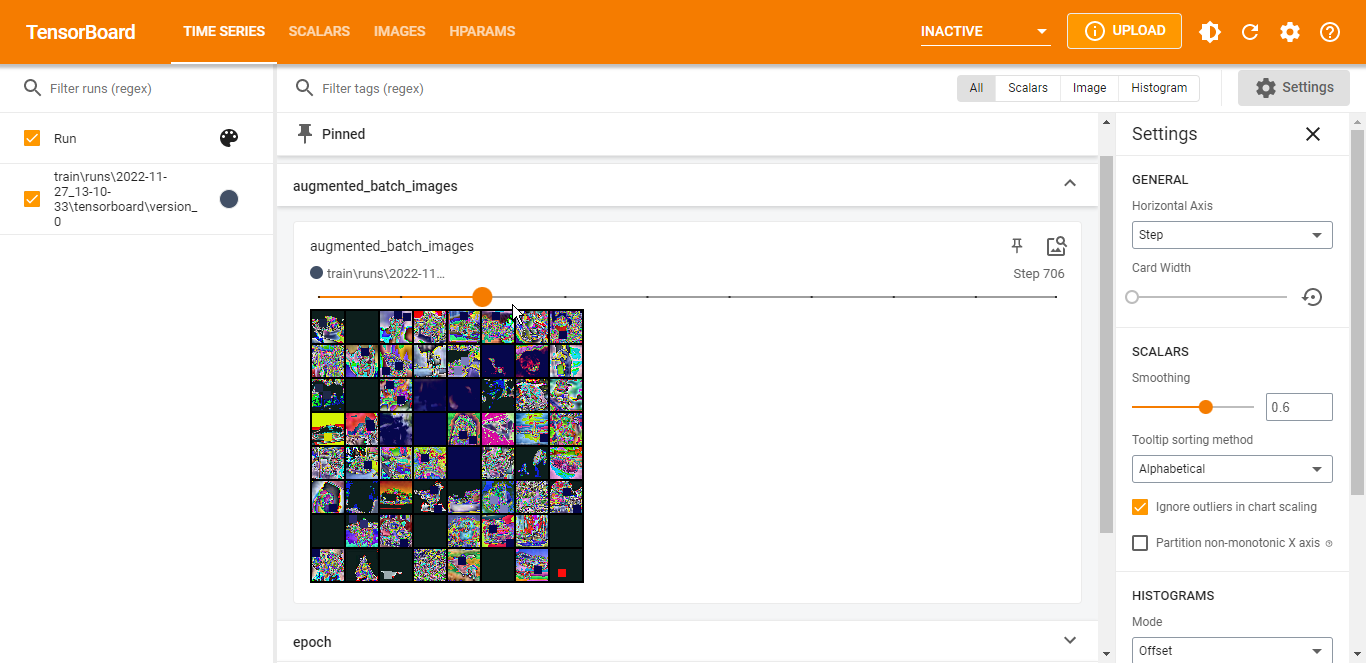 TensorBoard
TIME SERIES
SCALARS
IMAGES
HPARAMS
INACTIVE
UPLOAD
Filter runs (regex)
Filter tags (regex)
All
Scalars
Image
Histogram
Settings
Run
train\runs\2022-11-
27_13-10-
33\tensorboard\version_
0
Pinned
augmented_batch_images
augmented_batch_images
train\runs\2022-11...
Step 706
epoch
Settings
GENERAL
Horizontal Axis
Step
Card Width
SCALARS
Smoothing
0.6
Tooltip sorting method
Alphabetical
Ignore outliers in chart scaling
Partition non-monotonic X axis
HISTOGRAMS
Mode
Offset